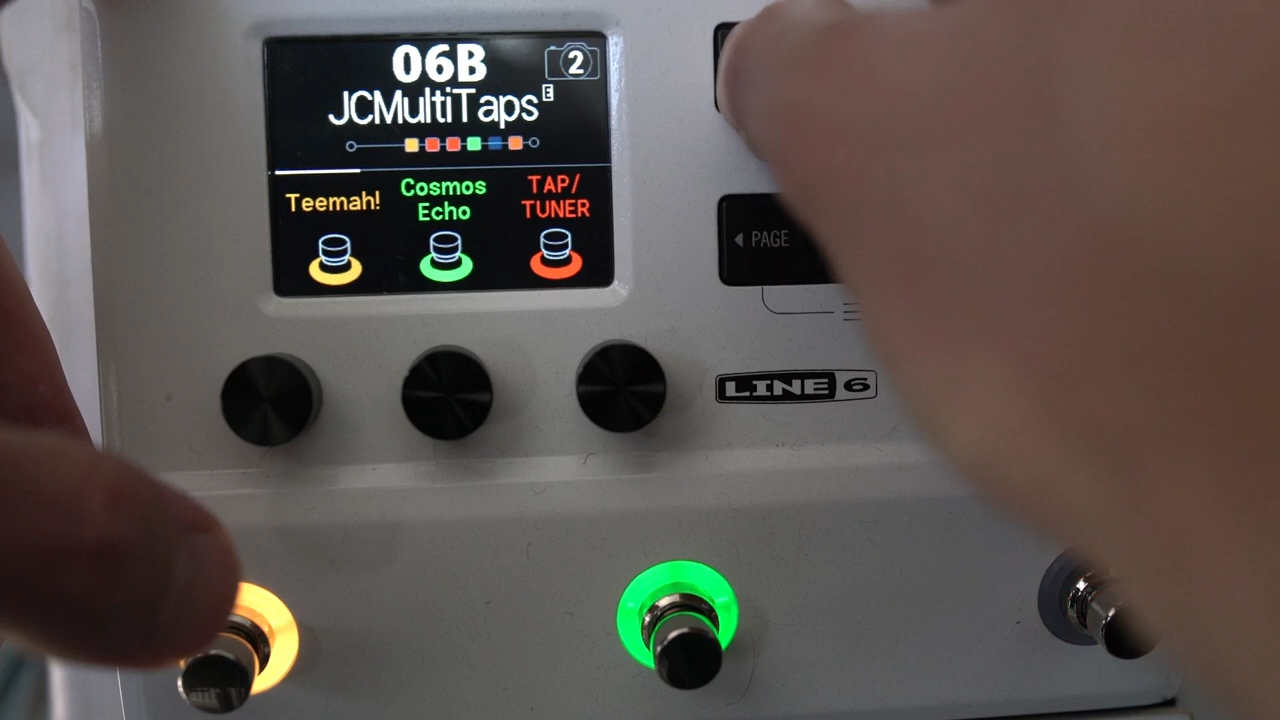 06B
2
JCMultiTaps E
Teemah!
Cosmos
Echo
TAP/
TUNER
PAGE
LINE 6